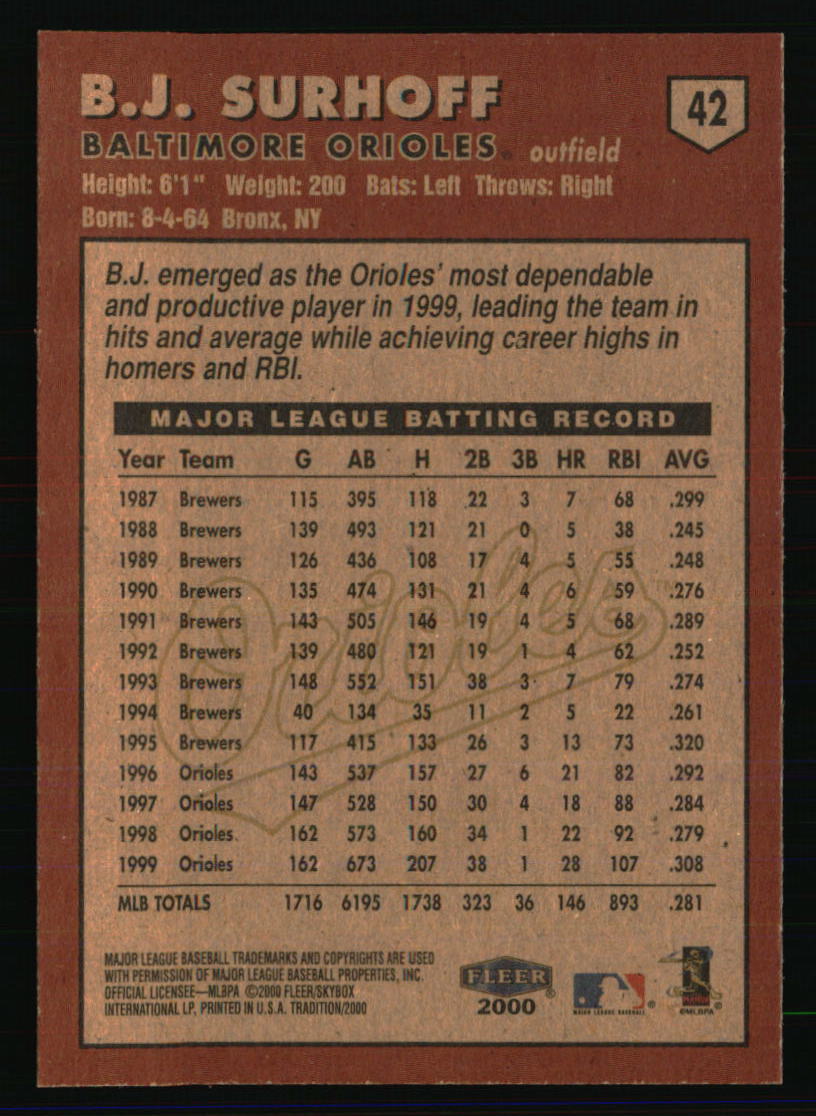 B.J. SURHOFF
42
BALTIMORE ORIOLES® outfield
Height: 6'1" Weight: 200 Bats: Left Throws: Right
Born: 8-4-64 Bronx, NY
B.J. emerged as the Orioles' most dependable
and productive player in 1999, leading the team in
hits and average while achieving career highs in
homers and RBI.
MAJOR LEAGUE BATTING RECORD
Year Team G AB H 2B 3B HR RBI AVG
1987 Brewers 115 395 118 22 3 7 68 .299
1988 Brewers 139 493 121 21 0 5 38 .245
1989 Brewers 126 436 108 17 4 5 55 .248
1990 Brewers 135 474 131 21 4 6 59 .276
1991 Brewers 143 505 146 19 4 5 68 .289
1992 Brewers 139 480 121 19 1 4 62 .252
1993 Brewers 148 552 151 38 3 7 79 .274
1994 Brewers 40 134 35 11 2 5 22 .261
1995 Brewers 117 415 133 26 3 13 73 .320
1996 Orioles 143 537 157 27 6 21 82 .292
1997 Orioles 147 528 150 30 4 18 88 .284
1998 Orioles 162 573 160 34 1 22 92 .279
1999 Orioles 162 673 207 38 1 28 107 .308
MLB TOTALS 1716 6195 1738 323 36 146 893 .281
Orioles™
MAJOR LEAGUE BASEBALL TRADEMARKS AND COPYRIGHTS ARE USED
WITH PERMISSION OF MAJOR LEAGUE BASEBALL PROPERTIES, INC.
OFFICIAL LICENSEE—MLBPA ©2000 FLEER/SKYBOX
INTERNATIONAL LP. PRINTED IN U.S.A. TRADITION/2000
FLEER®
2000
MAJOR LEAGUE BASEBALL®
©MLBPA